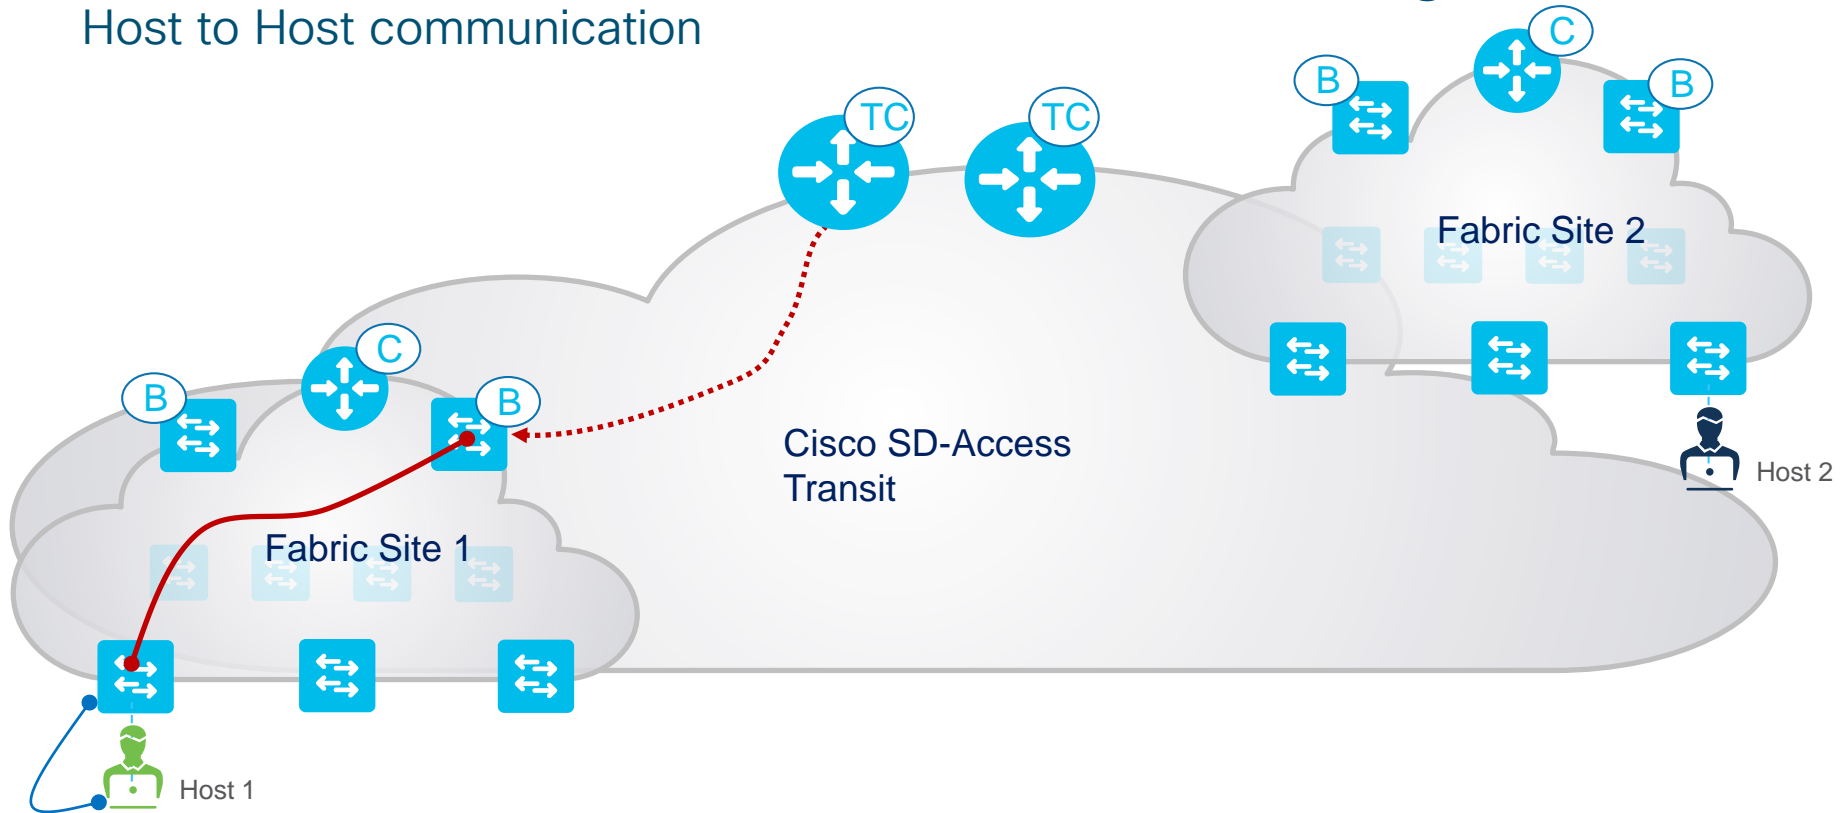 Host to Host communication
C
B
B
TC
TC
Fabric Site 2
C
B
B
Cisco SD-Access
Transit
Host 2
Fabric Site 1
Host 1